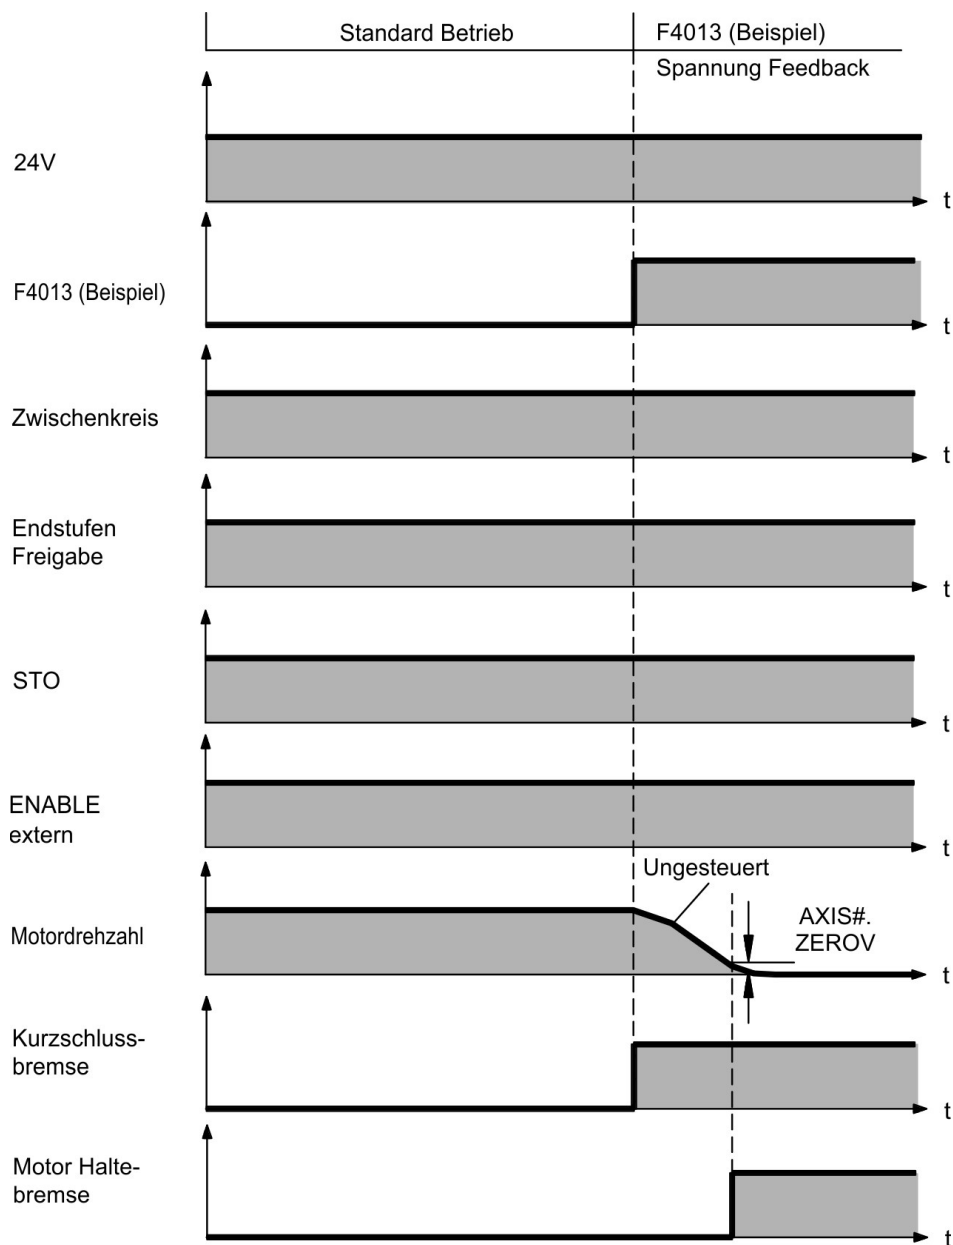 Standard Betrieb
F4013 (Beispiel)
Spannung Feedback
24V
t
F4013 (Beispiel)
t
Zwischenkreis
t
Endstufen
Freigabe
t
STO
t
ENABLE
extern
t
Ungesteuert
AXIS#.
ZEROV
Motordrehzahl
t
Kurzschluss-
bremse
t
Motor Halte-
bremse
t